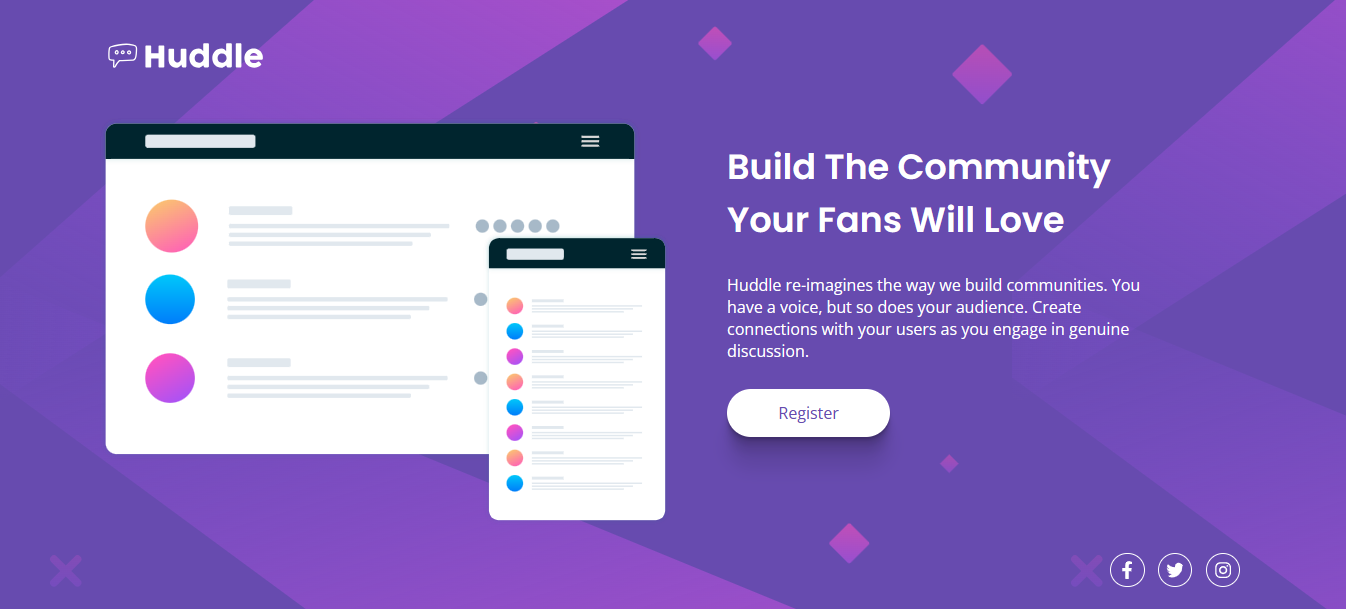 Huddle
Build The Community
Your Fans Will Love
Huddle re-imagines the way we build communities. You
have a voice, but so does your audience. Create
connections with your users as you engage in genuine
discussion.
Register